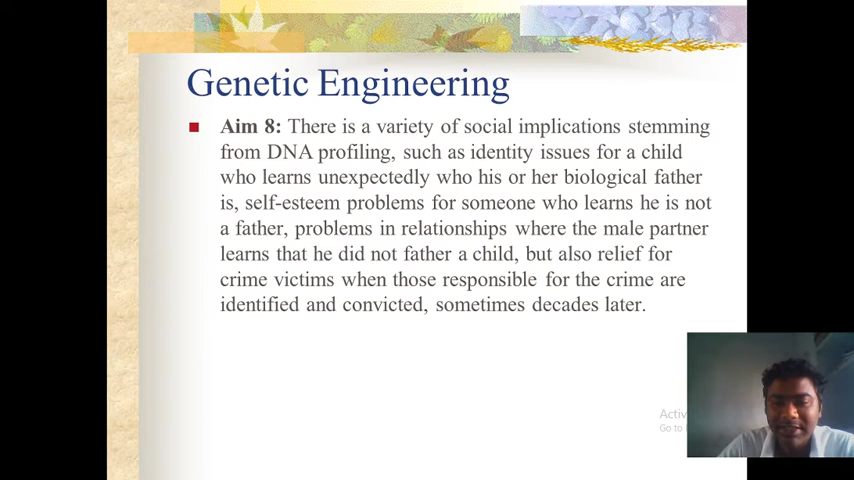 Genetic Engineering
Aim 8: There is a variety of social implications stemming
from DNA profiling, such as identity issues for a child
who learns unexpectedly who his or her biological father
is, self-esteem problems for someone who learns he is not
a father, problems in relationships where the male partner
learns that he did not father a child, but also relief for
crime victims when those responsible for the crime are
identified and convicted, sometimes decades later.
Go to